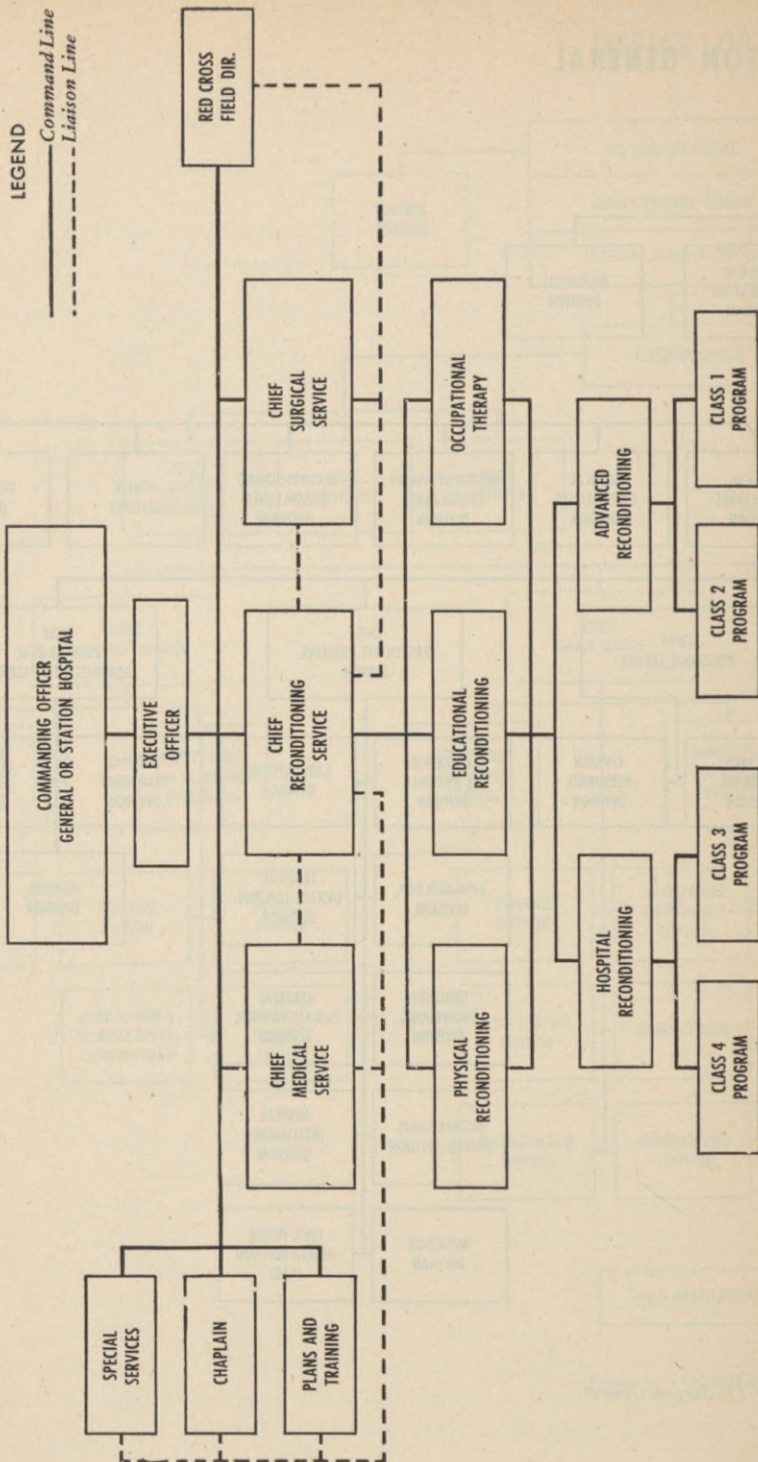 LEGEND
Command Line
Liaison Line
COMMANDING OFFICER
GENERAL OR STATION HOSPITAL
EXECUTIVE
OFFICER
SPECIAL
SERVICES
CHAPLAIN
PLANS AND
TRAINING
CHIEF
MEDICAL
SERVICE
CHIEF
RECONDITIONING
SERVICE
CHIEF
SURGICAL
SERVICE
RED CROSS
FIELD DIR.
PHYSICAL
RECONDITIONING
EDUCATIONAL
RECONDITIONING
OCCUPATIONAL
THERAPY
HOSPITAL
RECONDITIONING
ADVANCED
RECONDITIONING
CLASS 4
PROGRAM
CLASS 3
PROGRAM
CLASS 2
PROGRAM
CLASS 1
PROGRAM